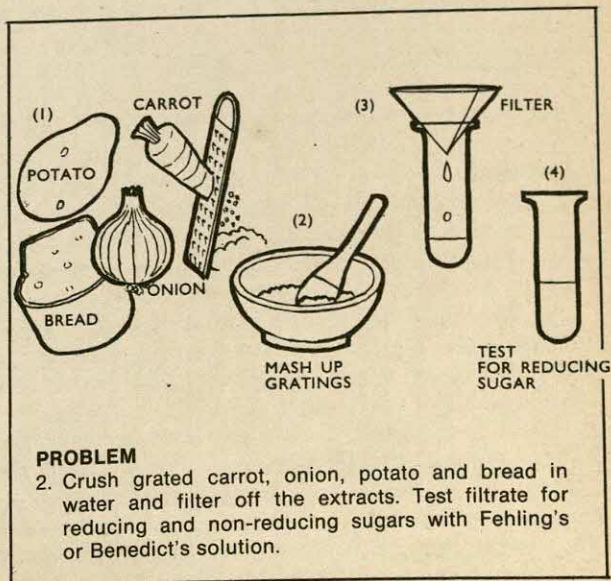 (1)
CARROT
(3)
FILTER
POTATO
(4)
(2)
ONION
BREAD
MASH UP
GRATINGS
TEST
FOR REDUCING
SUGAR
PROBLEM
2. Crush grated carrot, onion, potato and bread in
water and filter off the extracts. Test filtrate for
reducing and non-reducing sugars with Fehling's
or Benedict's solution.